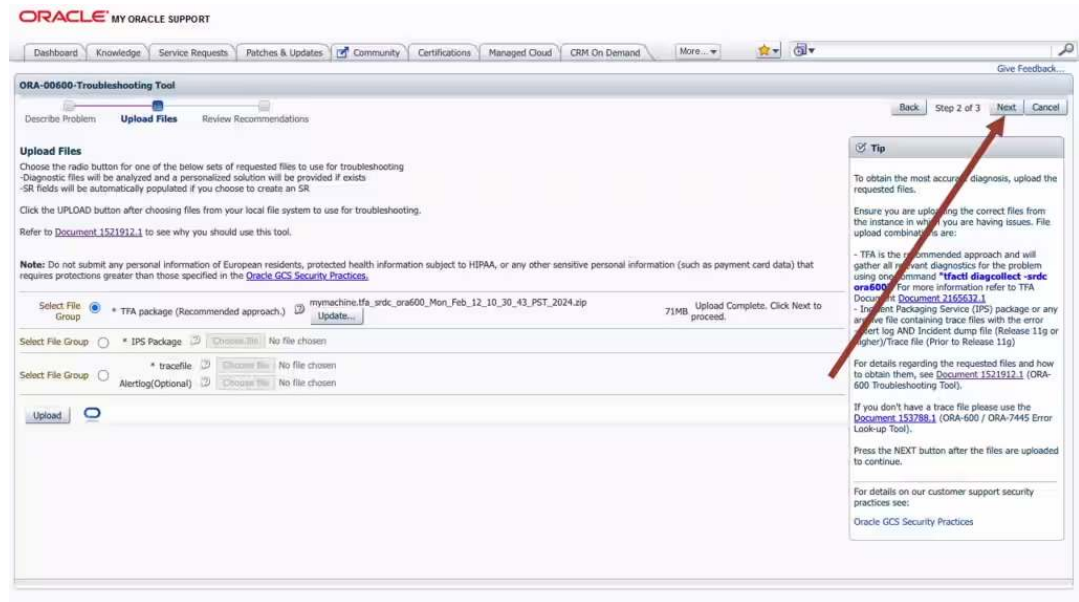 ORACLE® MY ORACLE SUPPORT
Dashboard Knowledge Service Requests Patches & Updates Community Certifications Managed Cloud CRM On Demand More...
Give Feedback...
ORA-00600-Troubleshooting Tool
Describe Problem Upload Files Review Recommendations
Back Step 2 of 3 Next Cancel
Upload Files
Choose the radio button for one of the below sets of requested files to use for troubleshooting
-Diagnostic files will be analyzed and a personalized solution will be provided if exists
-SR fields will be automatically populated if you choose to create an SR
Click the UPLOAD button after choosing files from your local file system to use for troubleshooting.
Refer to Document 1521912.1 to see why you should use this tool.
Note: Do not submit any personal information of European residents, protected health information subject to HIPAA, or any other sensitive personal information (such as payment card data) that
requires protections greater than those specified in the Oracle GCS Security Practices.
Select File
Group
* TFA package (Recommended approach.)
mymachine.tfa_srdc_ora600_Mon_Feb_12_10_30_43_PST_2024.zip
Update...
71MB
Upload Complete. Click Next to
proceed.
Select File Group * IPS Package Choose file No file chosen
Select File Group
* tracefile Choose file No file chosen
Alertlog(Optional) Choose file No file chosen
Upload
Tip
To obtain the most accurate diagnosis, upload the
requested files.
Ensure you are uploading the correct files from
the instance in which you are having issues. File
upload combinations are:
- TFA is the recommended approach and will
gather all relevant diagnostics for the problem
using one command "tfactl diagcollect -srdc
ora600" For more information refer to TFA
Document Document 2165632.1
- Incident Packaging Service (IPS) package or any
archive file containing trace files with the error
alert log AND Incident dump file (Release 11g or
higher)/Trace file (Prior to Release 11g)
For details regarding the requested files and how
to obtain them, see Document 1521912.1 (ORA-
600 Troubleshooting Tool).
If you don't have a trace file please use the
Document 153788.1 (ORA-600 / ORA-7445 Error
Look-up Tool).
Press the NEXT button after the files are uploaded
to continue.
For details on our customer support security
practices see:
Oracle GCS Security Practices